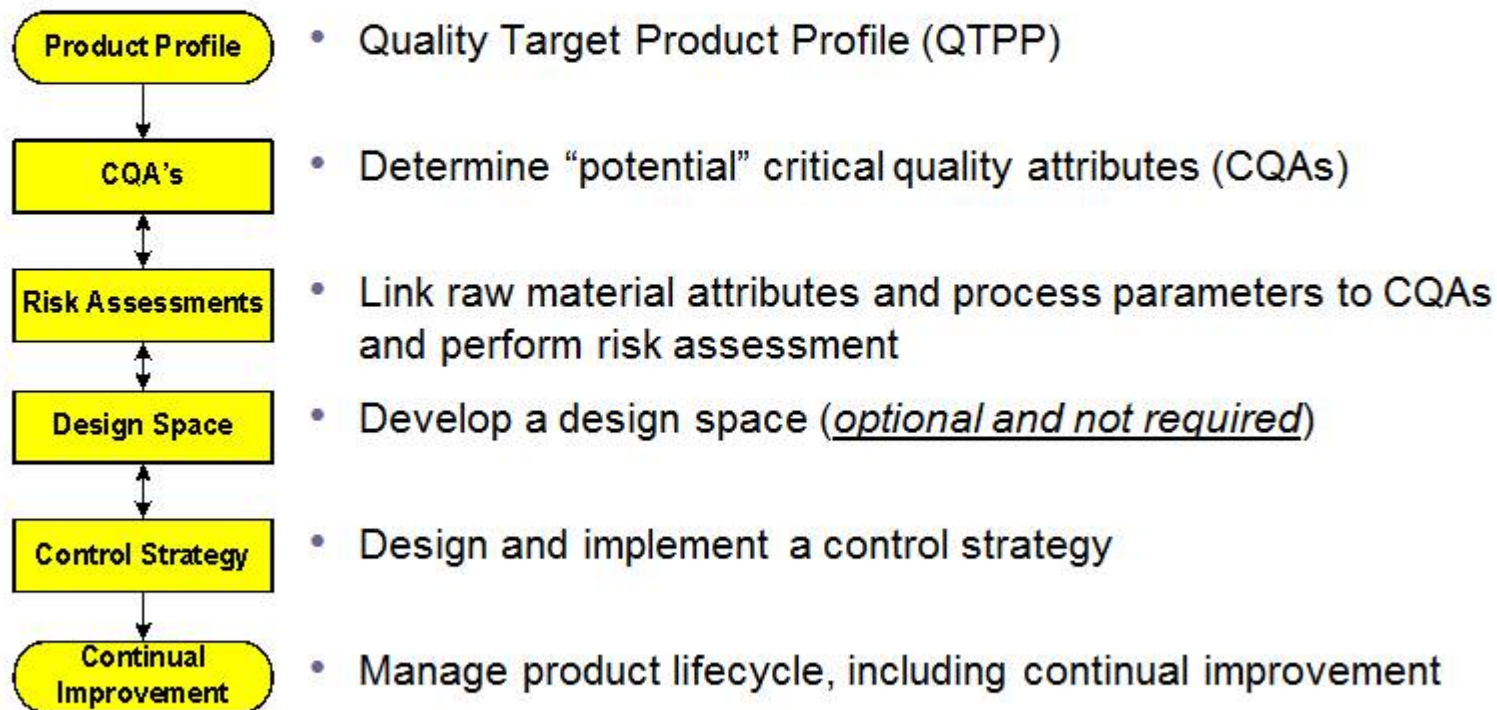 Product Profile
• Quality Target Product Profile (QTPP)
CQA's
• Determine “potential” critical quality attributes (CQAs)
Risk Assessments
• Link raw material attributes and process parameters to CQAs
and perform risk assessment
Design Space
• Develop a design space (optional and not required)
Control Strategy
• Design and implement a control strategy
Continual
Improvement
• Manage product lifecycle, including continual improvement